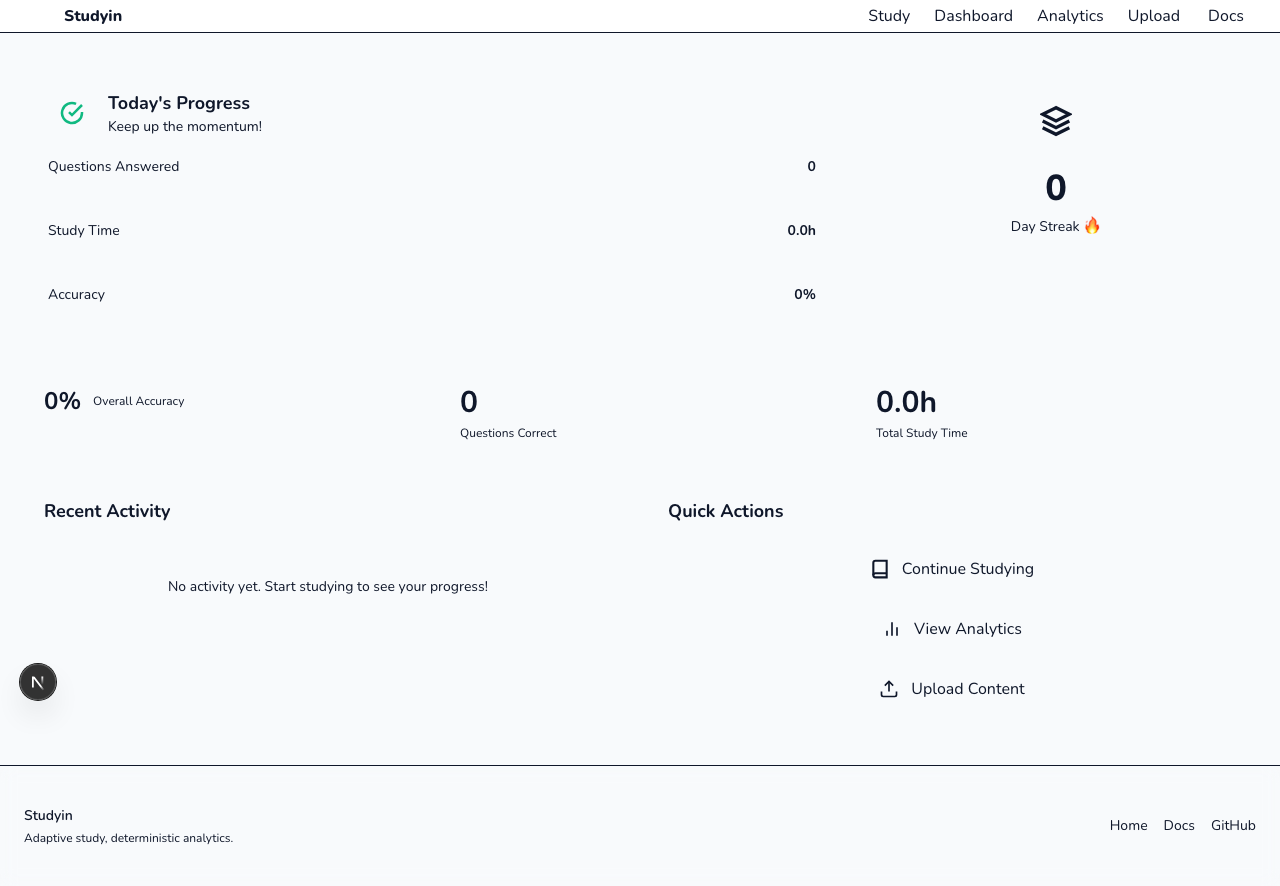 Studyin
Study Dashboard Analytics Upload Docs
Today's Progress
Keep up the momentum!
Questions Answered 0
Study Time 0.0h
Accuracy 0%
0
Day Streak 🔥
0% Overall Accuracy
0
Questions Correct
0.0h
Total Study Time
Recent Activity
No activity yet. Start studying to see your progress!
Quick Actions
Continue Studying
View Analytics
Upload Content
N
Studyin
Adaptive study, deterministic analytics.
Home Docs GitHub